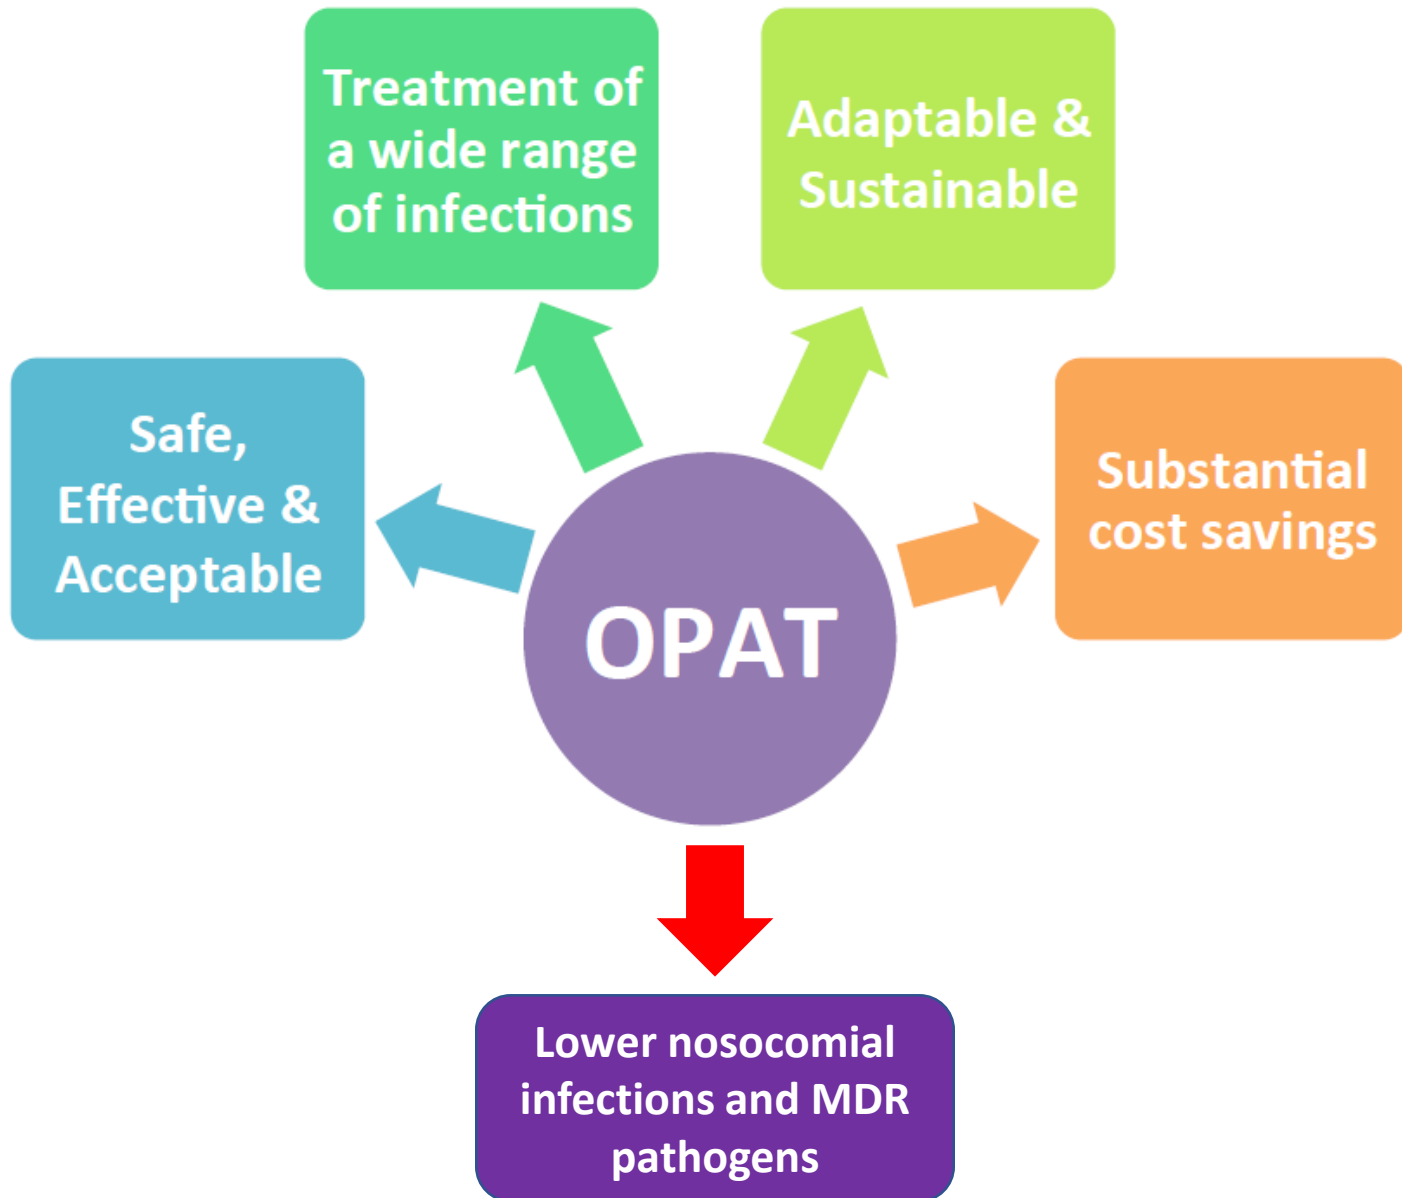 Treatment of
a wide range
of infections
Adaptable &
Sustainable
Safe,
Effective &
Acceptable
Substantial
cost savings
OPAT
Lower nosocomial
infections and MDR
pathogens